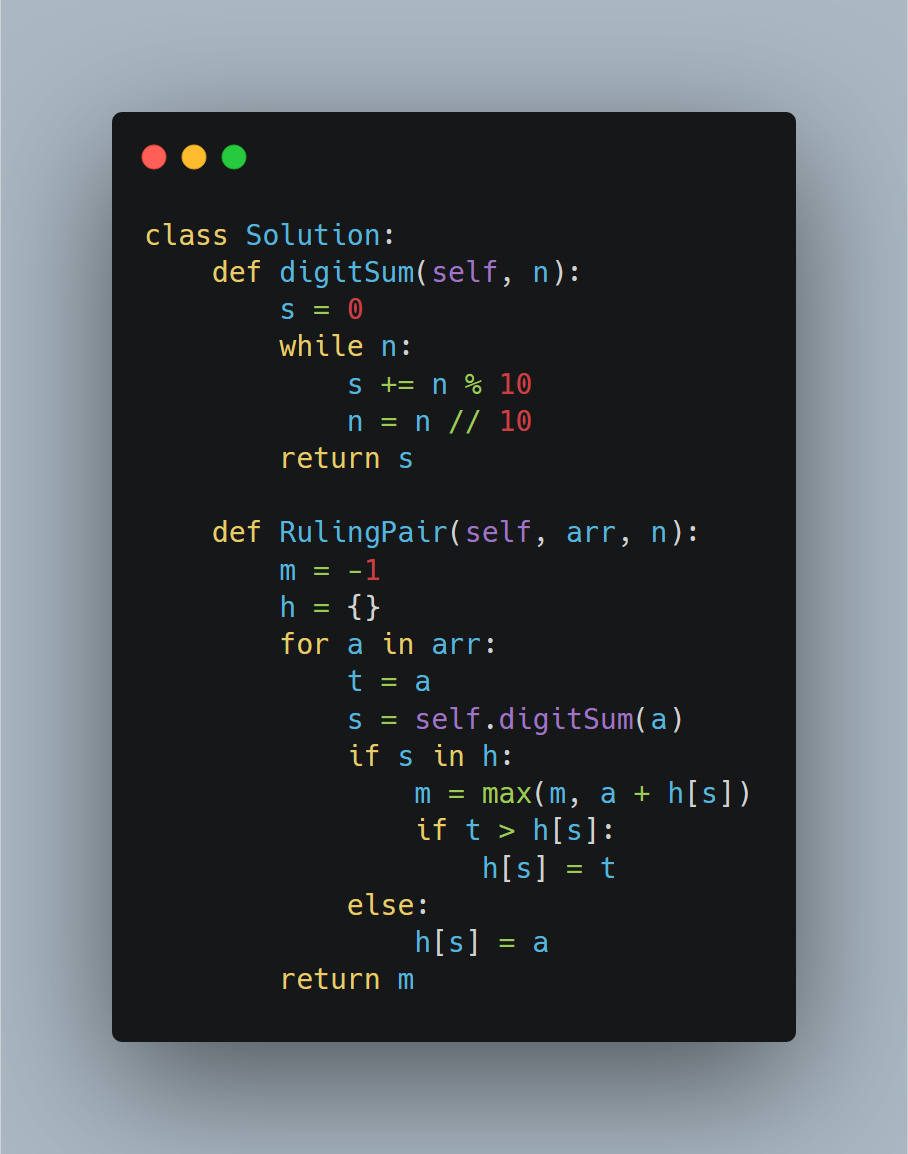 class Solution:
    def digitSum(self, n):
        s = 0
        while n:
            s += n % 10
            n = n // 10
        return s

    def RulingPair(self, arr, n):
        m = -1
        h = {}
        for a in arr:
            t = a
            s = self.digitSum(a)
            if s in h:
                m = max(m, a + h[s])
                if t > h[s]:
                    h[s] = t
            else:
                h[s] = a
        return m